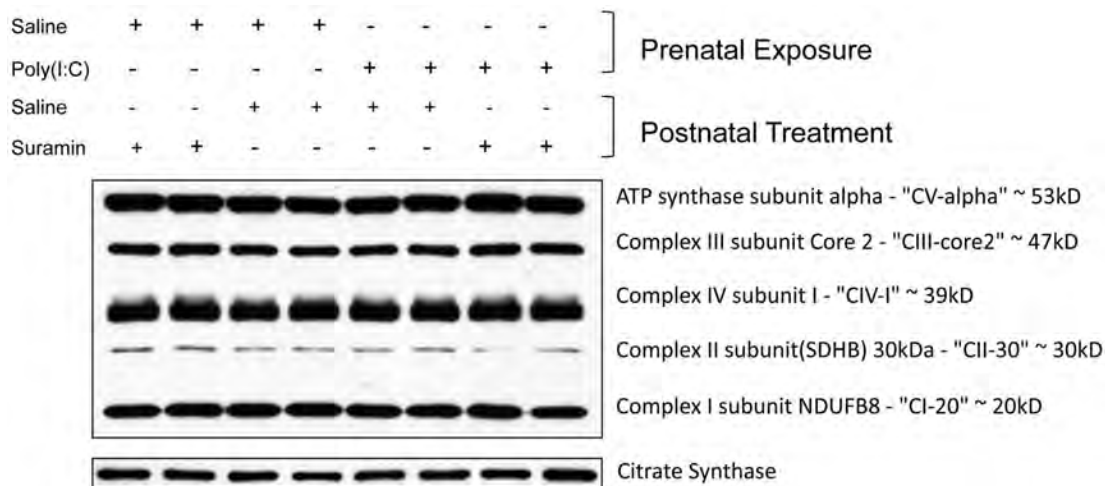 Saline + + + + - - - -
Prenatal Exposure
Poly(I:C) - - - - + + + +
Saline - - + + + + - -
Postnatal Treatment
Suramin + + - - - - + +
ATP synthase subunit alpha - "CV-alpha" ~ 53kD
Complex III subunit Core 2 - "CIII-core2" ~ 47kD
Complex IV subunit I - "CIV-I" ~ 39kD
Complex II subunit(SDHB) 30kDa - "CII-30" ~ 30kD
Complex I subunit NDUFB8 - "CI-20" ~ 20kD
Citrate Synthase